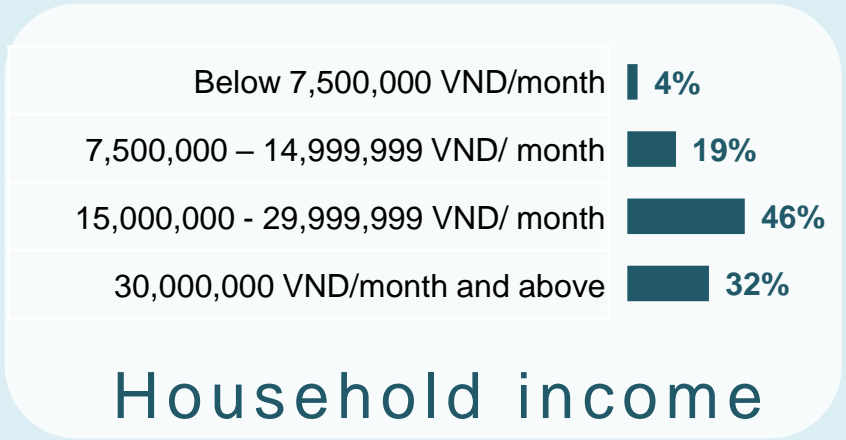 Below 7,500,000 VND/month 4%
7,500,000 – 14,999,999 VND/ month 19%
15,000,000 - 29,999,999 VND/ month 46%
30,000,000 VND/month and above 32%
Household income